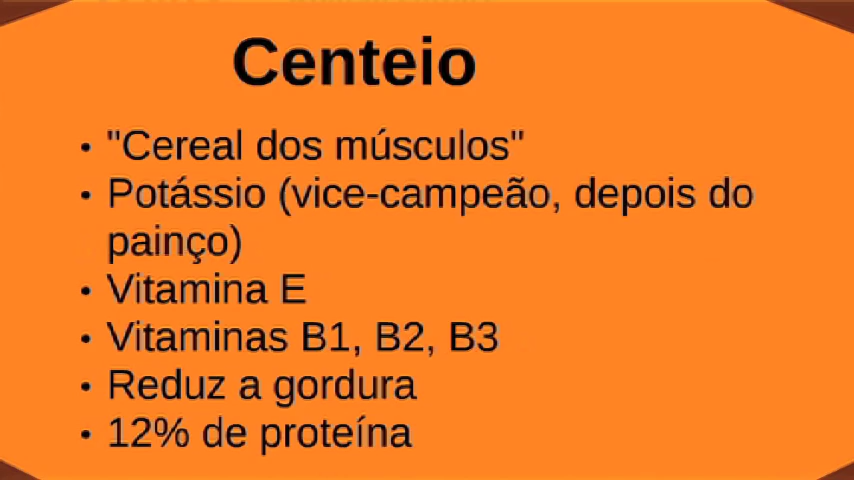 Centeio
• "Cereal dos músculos"
• Potássio (vice-campeão, depois do
painço)
• Vitamina E
• Vitaminas B1, B2, B3
• Reduz a gordura
• 12% de proteína